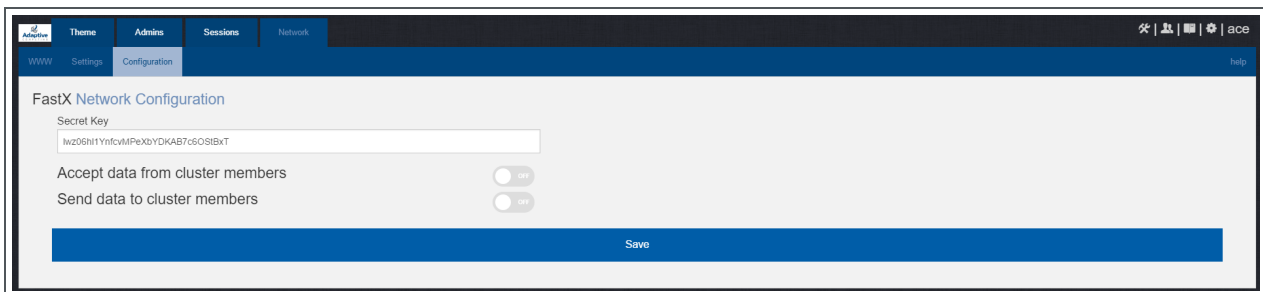 Adaptive
Theme Admins Sessions Network
| | | | ace
WWW Settings Configuration help
FastX Network Configuration
Secret Key
Iwz06hI1YnfcvMPeXbYDKAB7c6OStBxT
Accept data from cluster members OFF
Send data to cluster members OFF
Save